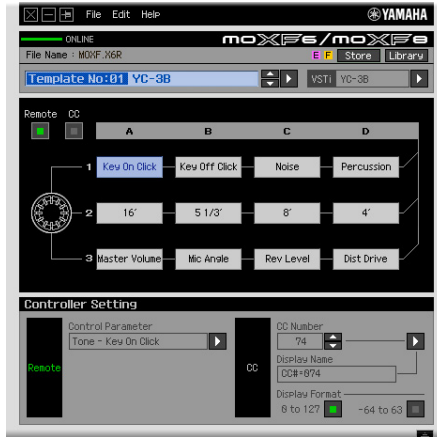 File Edit Help YAMAHA
ONLINE moXF6/moXF8
File Name : MOXF.X6R E F Store Library
Template No:01 YC-3B VSTi YC-3B
Remote CC
A B C D
1 Key On Click Key Off Click Noise Percussion
2 16' 5 1/3' 8' 4'
3 Master Volume Mic Angle Rev Level Dist Drive
Controller Setting
Control Parameter CC Number
Tone - Key On Click 74
Display Name
Remote CC CC#=074
Display Format
0 to 127 -64 to 63